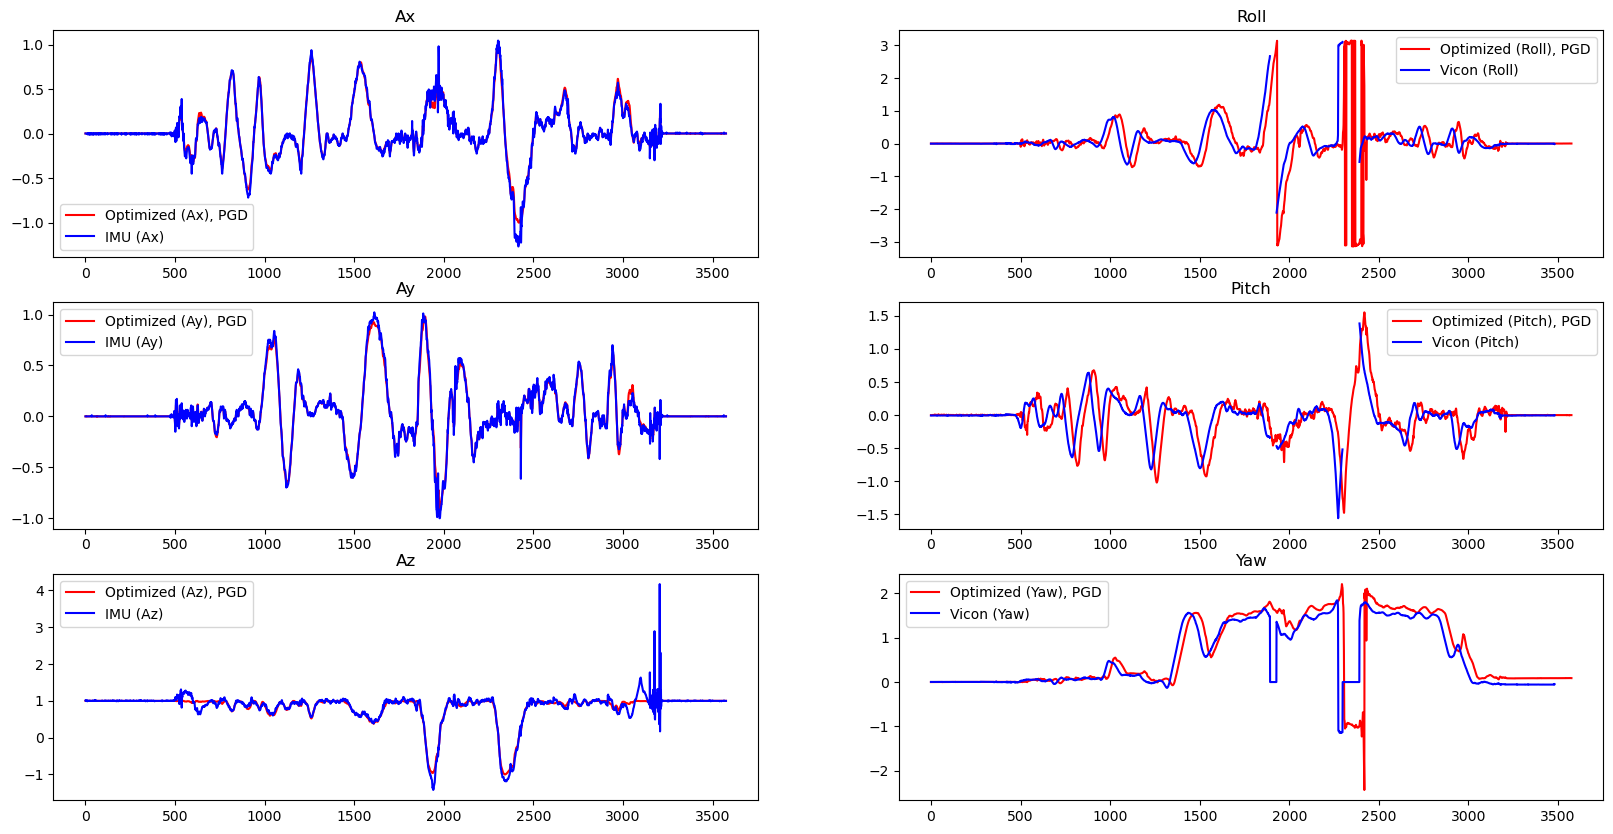 Ax
1.0
0.5
0.0
−0.5
−1.0
Optimized (Ax), PGD
IMU (Ax)
0 500 1000 1500 2000 2500 3000 3500
Roll
3
2
1
0
−1
−2
−3
Optimized (Roll), PGD
Vicon (Roll)
0 500 1000 1500 2000 2500 3000 3500
Ay
1.0
0.5
0.0
−0.5
−1.0
Optimized (Ay), PGD
IMU (Ay)
0 500 1000 1500 2000 2500 3000 3500
Pitch
1.5
1.0
0.5
0.0
−0.5
−1.0
−1.5
Optimized (Pitch), PGD
Vicon (Pitch)
0 500 1000 1500 2000 2500 3000 3500
Az
4
3
2
1
0
−1
Optimized (Az), PGD
IMU (Az)
0 500 1000 1500 2000 2500 3000 3500
Yaw
2
1
0
−1
−2
Optimized (Yaw), PGD
Vicon (Yaw)
0 500 1000 1500 2000 2500 3000 3500